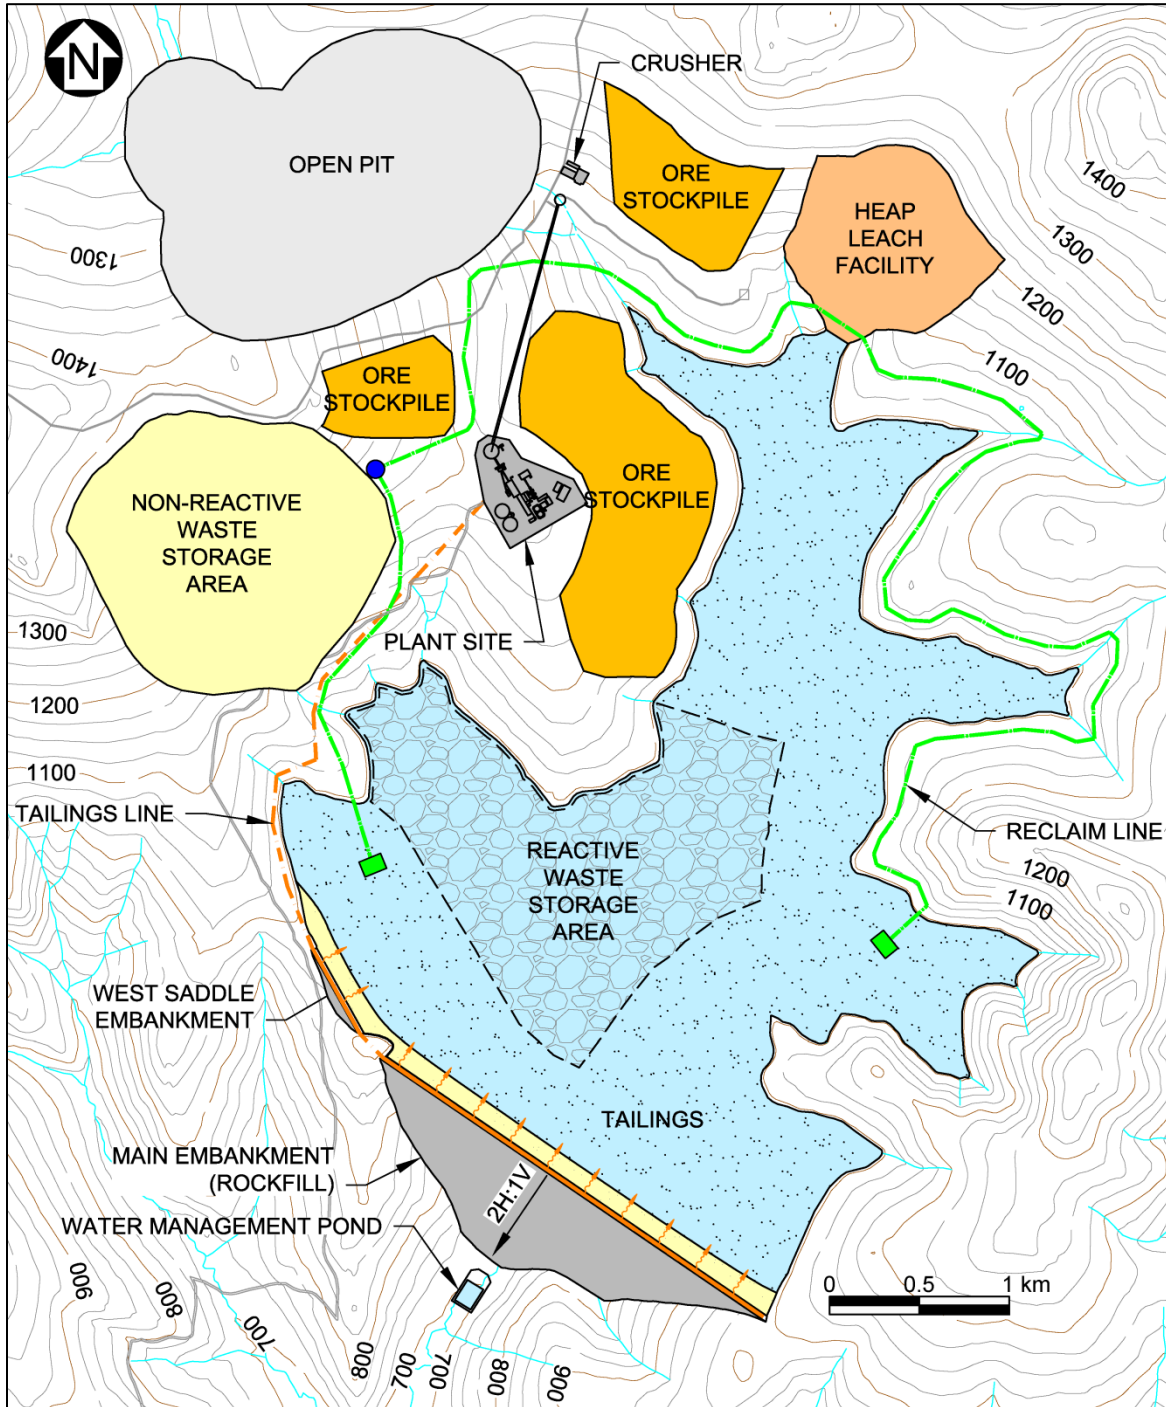 N
CRUSHER
OPEN PIT
ORE
STOCKPILE
HEAP
LEACH
FACILITY
1400
1300
1200
1100
1300
1400
ORE
STOCKPILE
NON-REACTIVE
WASTE
STORAGE
AREA
ORE
STOCKPILE
PLANT SITE
1300
1200
1100
TAILINGS LINE
RECLAIM LINE
1200
1100
REACTIVE
WASTE
STORAGE
AREA
WEST SADDLE
EMBANKMENT
TAILINGS
MAIN EMBANKMENT
(ROCKFILL)
2H:1V
WATER MANAGEMENT POND
0 0.5 1 km
900
800
700
800
700
700
800
900